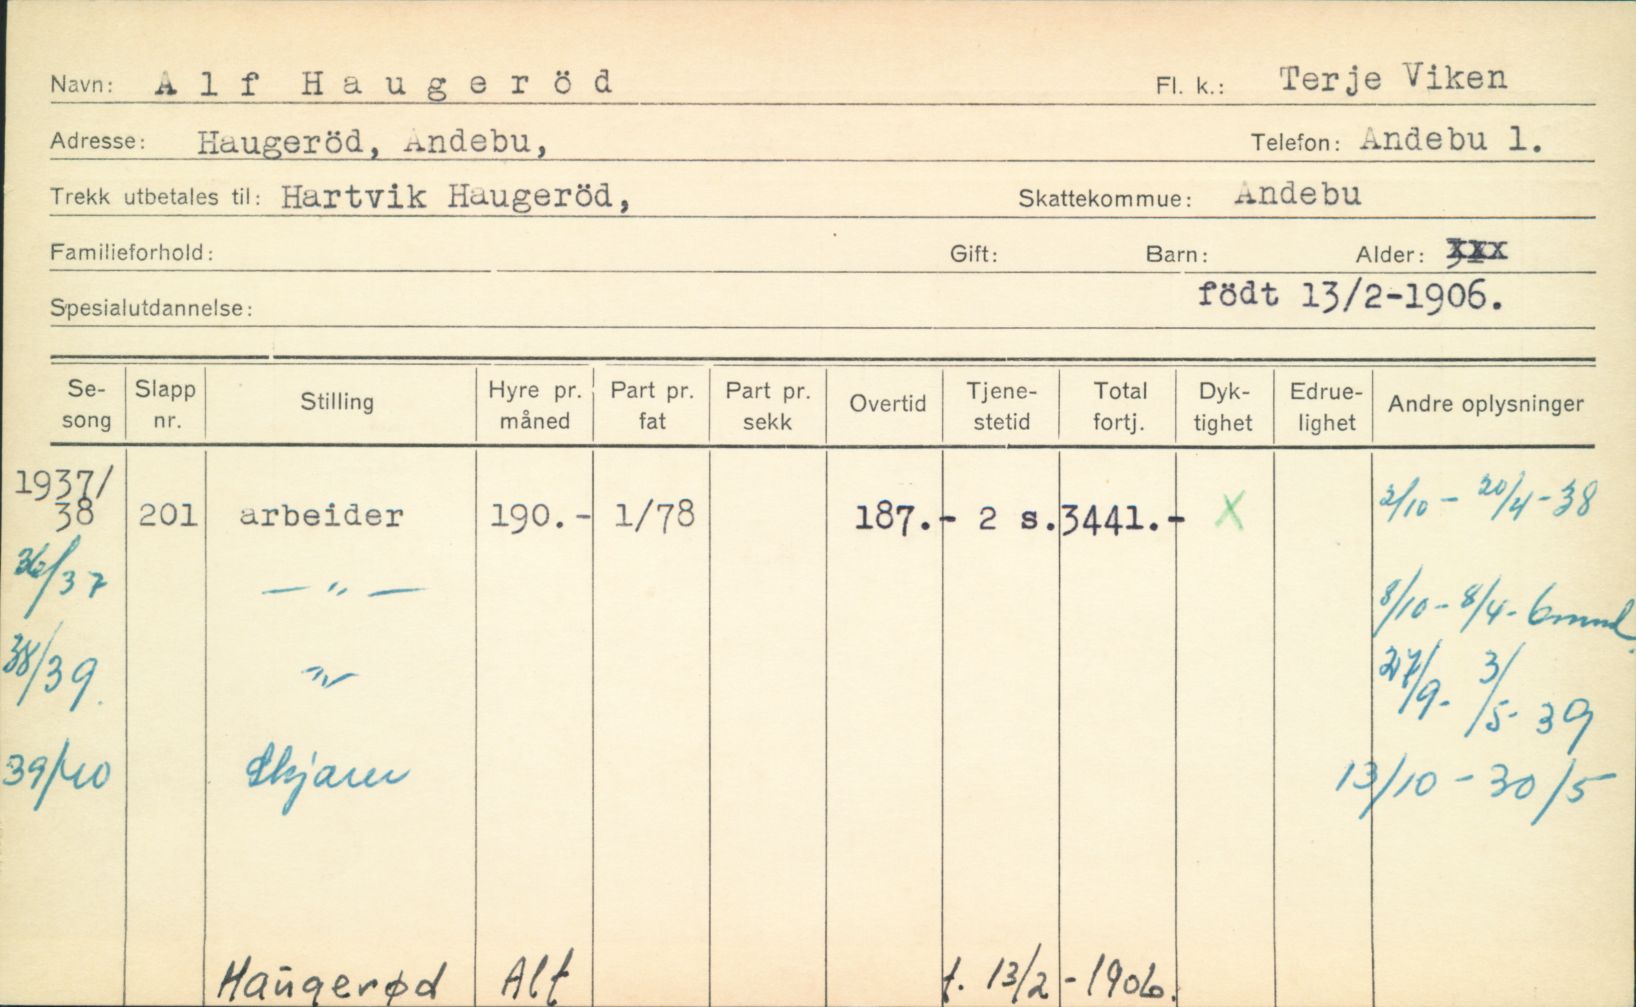 Navn: Alf Haugeröd Fl. k.: Terje Viken
Adresse: Haugeröd, Andebu, Telefon: Andebu 1.
Trekk utbetales til: Hartvik Haugeröd, Skattekommue: Andebu
Familieforhold: Gift: Barn: Alder:
Spesialutdannelse: födt 13/2-1906.
Se-song Slapp nr. Stilling Hyre pr. måned Part pr. fat Part pr. sekk Overtid Tjene-stetid Total fortj. Dyk-tighet Edrue-lighet Andre oplysninger
1937/38 201 arbeider 190.- 1/78 187.- 2 s. 3441.- X 2/10 - 20/4 - 38
36/37 — " — 8/10 - 8/4 - 6 mnd.
38/39. " 27/9 - 3/5 - 39
39/40 Skjærer 13/10 - 30/5
Haugerød Alf f. 13/2 - 1906.